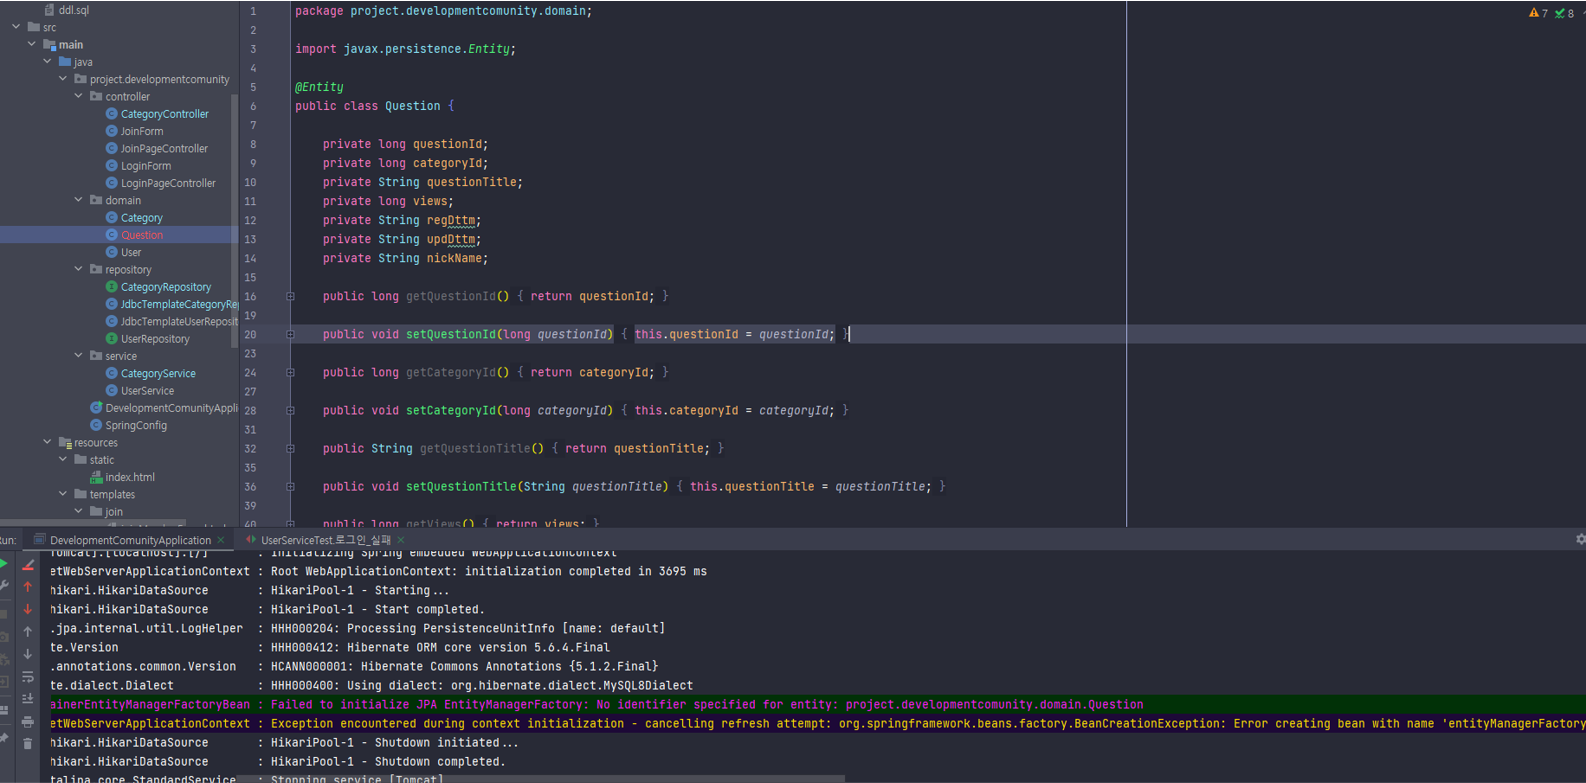 ddl.sql
src
main
java
project.developmentcomunity
controller
CategoryController
JoinForm
JoinPageController
LoginForm
LoginPageController
domain
Category
Question
User
repository
CategoryRepository
JdbcTemplateCategoryRep
JdbcTemplateUserReposit
UserRepository
service
CategoryService
UserService
DevelopmentComunityAppli
SpringConfig
resources
static
index.html
templates
join
7 8
1 package project.developmentcomunity.domain;
2
3 import javax.persistence.Entity;
4
5 @Entity
6 public class Question {
7
8 private long questionId;
9 private long categoryId;
10 private String questionTitle;
11 private long views;
12 private String regDttm;
13 private String updDttm;
14 private String nickName;
15
16 public long getQuestionId() { return questionId; }
19
20 public void setQuestionId(long questionId) { this.questionId = questionId; }
23
24 public long getCategoryId() { return categoryId; }
27
28 public void setCategoryId(long categoryId) { this.categoryId = categoryId; }
31
32 public String getQuestionTitle() { return questionTitle; }
35
36 public void setQuestionTitle(String questionTitle) { this.questionTitle = questionTitle; }
39
40 public long getViews() { return views; }
un: DevelopmentComunityApplication × UserServiceTest.로그인_실패 ×
Tomcat].[localhost].[/] : Initializing Spring embedded WebApplicationContext
etWebServerApplicationContext : Root WebApplicationContext: initialization completed in 3695 ms
hikari.HikariDataSource : HikariPool-1 - Starting...
hikari.HikariDataSource : HikariPool-1 - Start completed.
.jpa.internal.util.LogHelper : HHH000204: Processing PersistenceUnitInfo [name: default]
te.Version : HHH000412: Hibernate ORM core version 5.6.4.Final
.annotations.common.Version : HCANN000001: Hibernate Commons Annotations {5.1.2.Final}
te.dialect.Dialect : HHH000400: Using dialect: org.hibernate.dialect.MySQL8Dialect
ainerEntityManagerFactoryBean : Failed to initialize JPA EntityManagerFactory: No identifier specified for entity: project.developmentcomunity.domain.Question
etWebServerApplicationContext : Exception encountered during context initialization - cancelling refresh attempt: org.springframework.beans.factory.BeanCreationException: Error creating bean with name 'entityManagerFactory
hikari.HikariDataSource : HikariPool-1 - Shutdown initiated...
hikari.HikariDataSource : HikariPool-1 - Shutdown completed.
talina.core.StandardService : Stopping service [Tomcat]